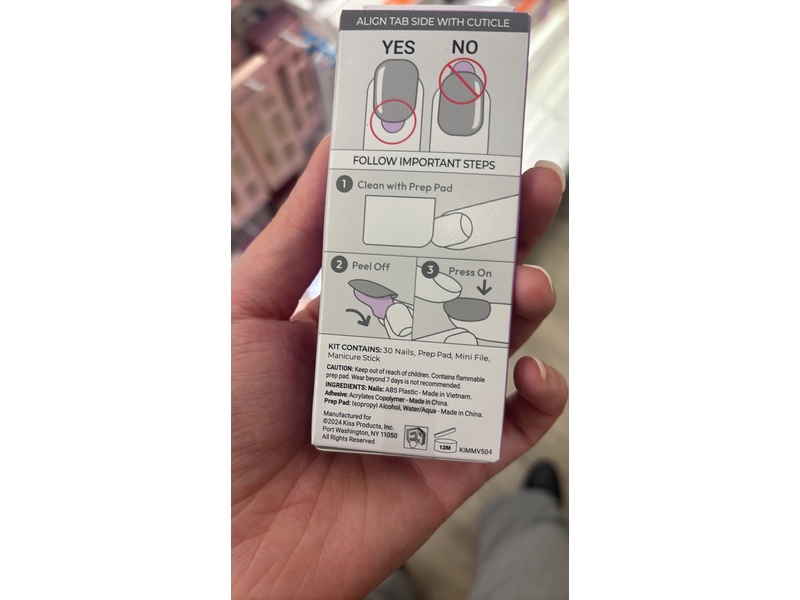 ALIGN TAB SIDE WITH CUTICLE
YES NO
FOLLOW IMPORTANT STEPS
1 Clean with Prep Pad
2 Peel Off
3 Press On
KIT CONTAINS: 30 Nails, Prep Pad, Mini File,
Manicure Stick
CAUTION: Keep out of reach of children. Contains flammable
prep pad. Wear beyond 7 days is not recommended.
INGREDIENTS: Nails: ABS Plastic - Made in Vietnam.
Adhesive: Acrylates Copolymer - Made in China.
Prep Pad: Isopropyl Alcohol, Water/Aqua - Made in China.
Manufactured for
©2024 Kiss Products, Inc.
Port Washington, NY 11050
All Rights Reserved
12M
KIMMVS04